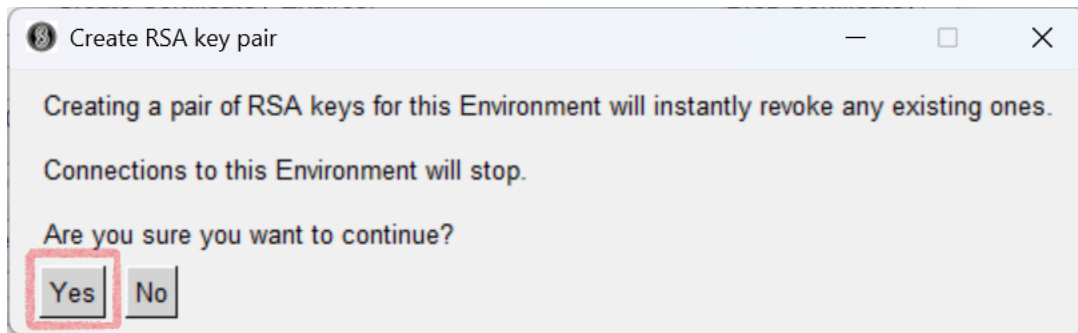 Create RSA key pair
Creating a pair of RSA keys for this Environment will instantly revoke any existing ones.
Connections to this Environment will stop.
Are you sure you want to continue?
Yes No